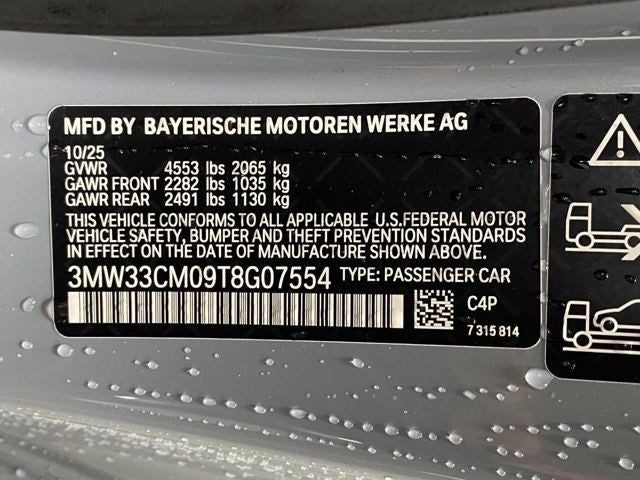 MFD BY BAYERISCHE MOTOREN WERKE AG
10/25
GVWR 4553 lbs 2065 kg
GAWR FRONT 2282 lbs 1035 kg
GAWR REAR 2491 lbs 1130 kg
THIS VEHICLE CONFORMS TO ALL APPLICABLE U.S.FEDERAL MOTOR
VEHICLE SAFETY, BUMPER AND THEFT PREVENTION STANDARDS
IN EFFECT ON THE DATE OF MANUFACTURE SHOWN ABOVE.
3MW33CM09T8G07554 TYPE: PASSENGER CAR
C4P
7 315 814